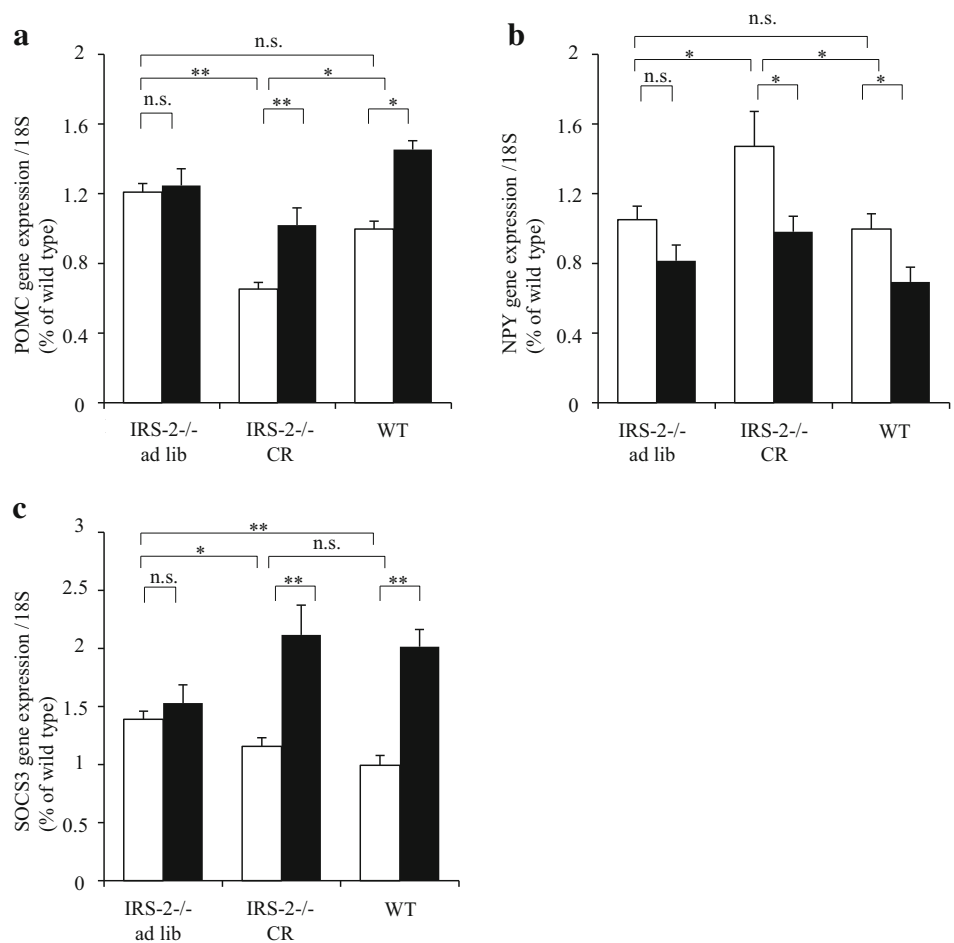 a
n.s.
**
*
n.s.
**
*
2
1.6
1.2
0.8
0.4
0
POMC gene expression /18S
(% of wild type)
IRS-2-/-
ad lib
IRS-2-/-
CR
WT
b
n.s.
*
*
n.s.
*
*
2
1.6
1.2
0.8
0.4
0
NPY gene expression /18S
(% of wild type)
IRS-2-/-
ad lib
IRS-2-/-
CR
WT
c
**
*
n.s.
n.s.
**
**
3
2.5
2
1.5
1
0.5
0
SOCS3 gene expression /18S
(% of wild type)
IRS-2-/-
ad lib
IRS-2-/-
CR
WT